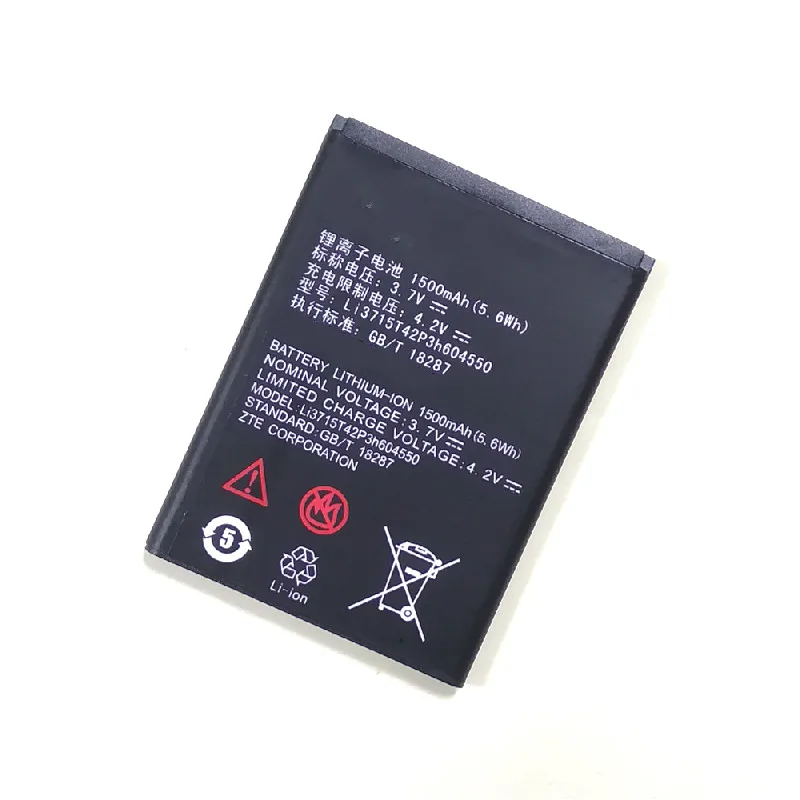 锂离子电池 1500mAh(5.6Wh)
标称电压: 3.7V
充电限制电压: 4.2V
型号: Li3715T42P3h604550
执行标准: GB/T 18287
BATTERY LITHIUM-ION 1500mAh(5.6Wh)
NOMINAL VOLTAGE:3.7V
LIMITED CHARGE VOLTAGE:4.2V
MODEL:Li3715T42P3h604550
STANDARD:GB/T 18287
ZTE CORPORATION
5
Li-ion